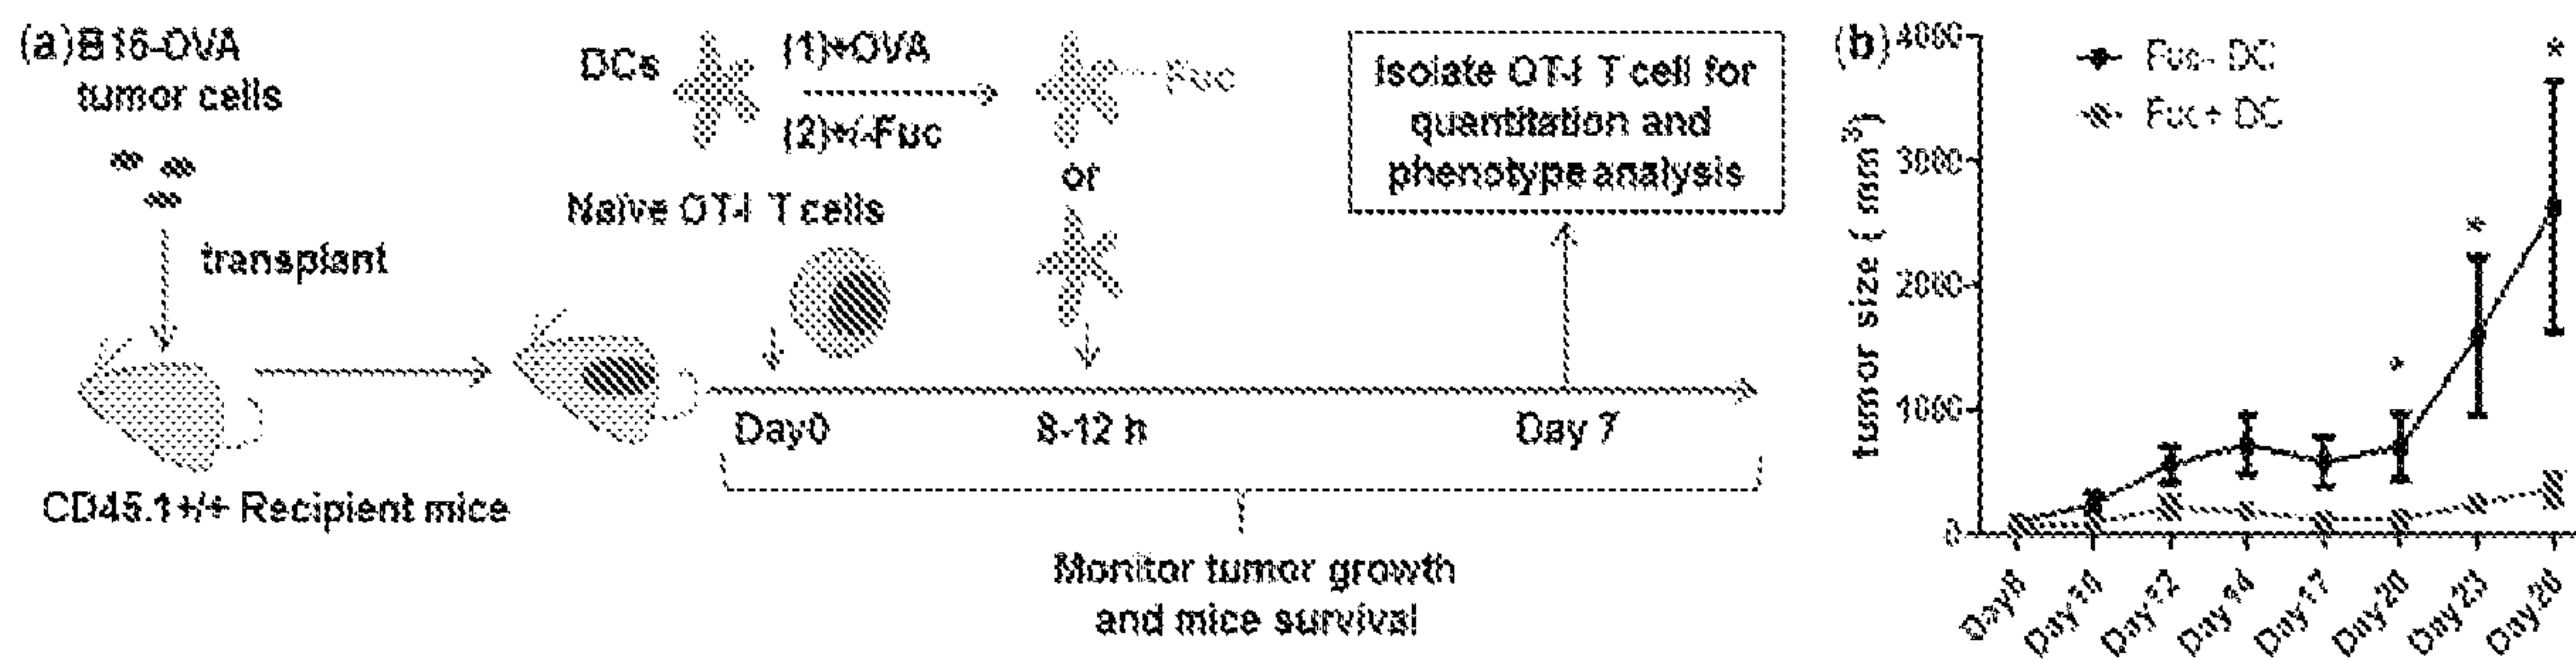 (a) B16-OVA
tumor cells
transplant
CD45.1+/+ Recipient mice
DCs
(1)+OVA
(2)+/-Fuc
Fuc
or
Naïve OT-I T cells
Isolate OT-I T cell for
quantitation and
phenotype analysis
Day0
8-12 h
Day 7
Monitor tumor growth
and mice survival
(b)
Fuc- DC
Fuc+ DC
tumor size ( mm3)
4000
3000
2000
1000
0
*
*
*
Day10
Day12
Day14
Day17
Day20
Day23
Day26